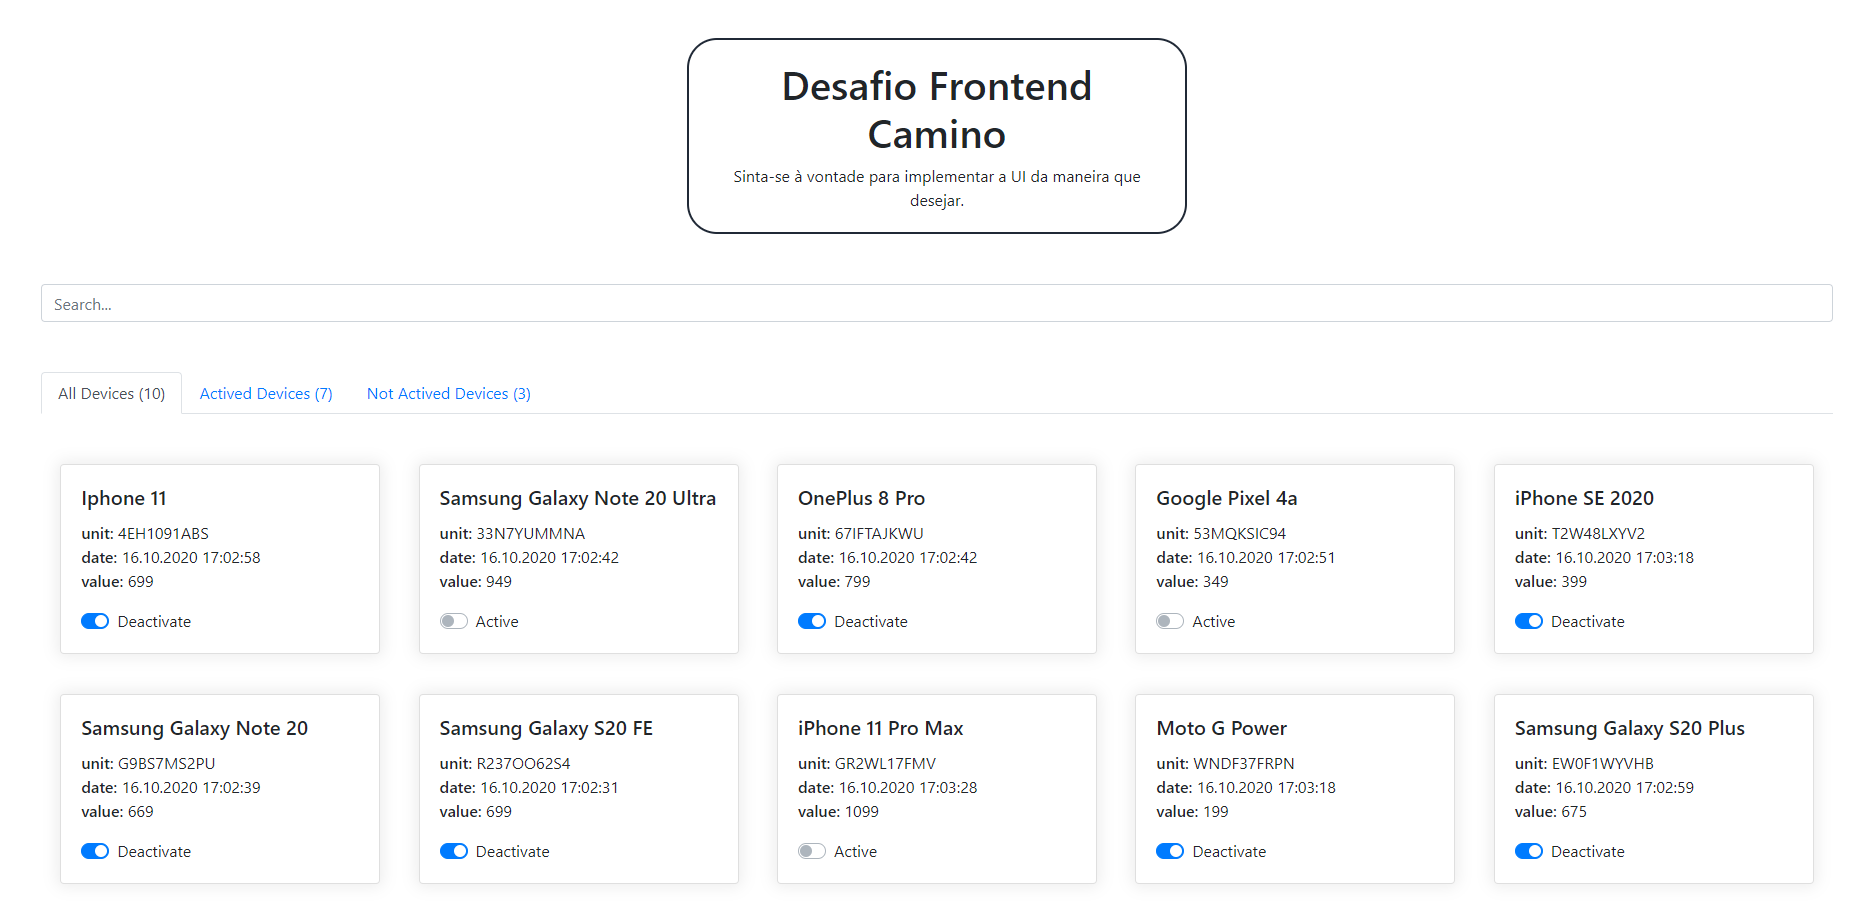 Desafio Frontend
Camino
Sinta-se à vontade para implementar a UI da maneira que
desejar.
Search...
All Devices (10)
Actived Devices (7)
Not Actived Devices (3)
Iphone 11
unit: 4EH1091ABS
date: 16.10.2020 17:02:58
value: 699
Deactivate
Samsung Galaxy Note 20 Ultra
unit: 33N7YUMMNA
date: 16.10.2020 17:02:42
value: 949
Active
OnePlus 8 Pro
unit: 67IFTAJKWU
date: 16.10.2020 17:02:42
value: 799
Deactivate
Google Pixel 4a
unit: 53MQKSIC94
date: 16.10.2020 17:02:51
value: 349
Active
iPhone SE 2020
unit: T2W48LXYV2
date: 16.10.2020 17:03:18
value: 399
Deactivate
Samsung Galaxy Note 20
unit: G9BS7MS2PU
date: 16.10.2020 17:02:39
value: 669
Deactivate
Samsung Galaxy S20 FE
unit: R237OO62S4
date: 16.10.2020 17:02:31
value: 699
Deactivate
iPhone 11 Pro Max
unit: GR2WL17FMV
date: 16.10.2020 17:03:28
value: 1099
Active
Moto G Power
unit: WNDF37FRPN
date: 16.10.2020 17:03:18
value: 199
Deactivate
Samsung Galaxy S20 Plus
unit: EW0F1WYVHB
date: 16.10.2020 17:02:59
value: 675
Deactivate